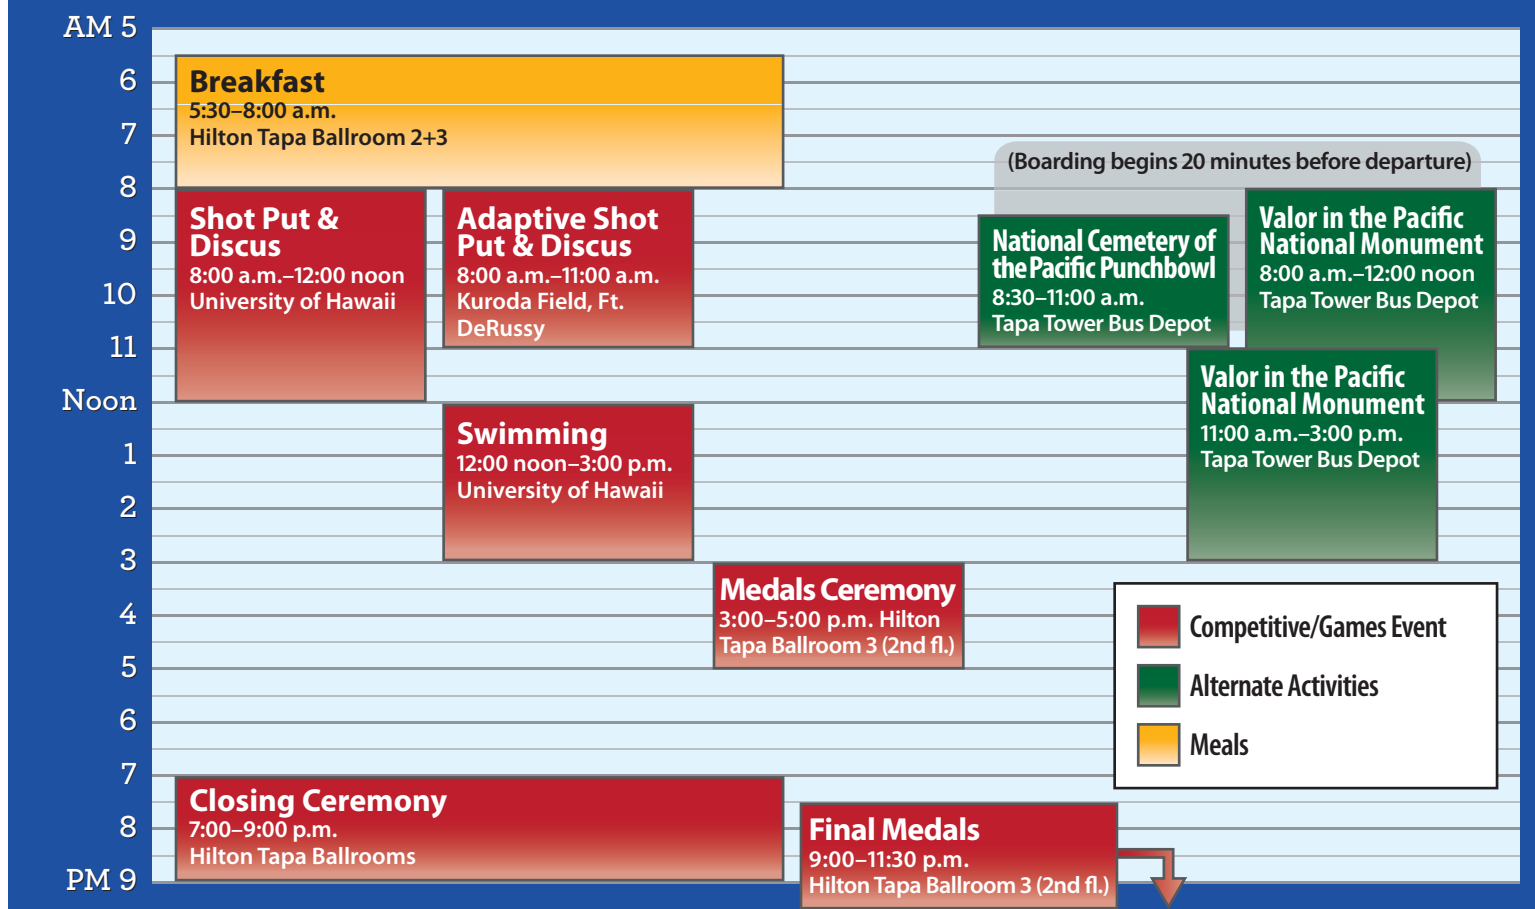 AM 5
6
7
8
9
10
11
Noon
1
2
3
4
5
6
7
8
PM 9
Breakfast
5:30–8:00 a.m.
Hilton Tapa Ballroom 2+3
(Boarding begins 20 minutes before departure)
Shot Put &
Discus
8:00 a.m.–12:00 noon
University of Hawaii
Adaptive Shot
Put & Discus
8:00 a.m.–11:00 a.m.
Kuroda Field, Ft.
DeRussy
National Cemetery of
the Pacific Punchbowl
8:30–11:00 a.m.
Tapa Tower Bus Depot
Valor in the Pacific
National Monument
8:00 a.m.–12:00 noon
Tapa Tower Bus Depot
Valor in the Pacific
National Monument
11:00 a.m.–3:00 p.m.
Tapa Tower Bus Depot
Swimming
12:00 noon–3:00 p.m.
University of Hawaii
Medals Ceremony
3:00–5:00 p.m. Hilton
Tapa Ballroom 3 (2nd fl.)
Competitive/Games Event
Alternate Activities
Meals
Closing Ceremony
7:00–9:00 p.m.
Hilton Tapa Ballrooms
Final Medals
9:00–11:30 p.m.
Hilton Tapa Ballroom 3 (2nd fl.)